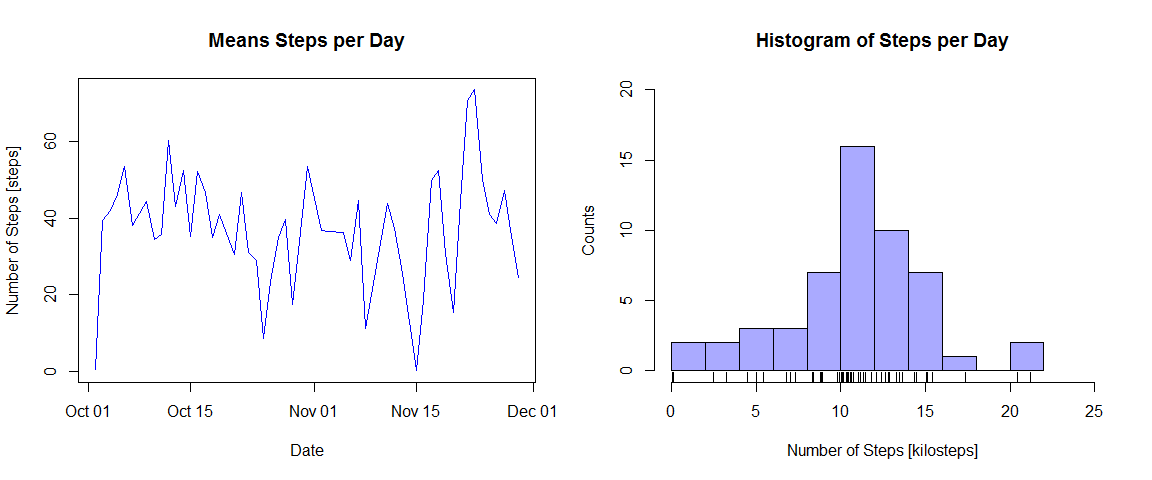 Means Steps per Day
Number of Steps [steps]
0
20
40
60
Oct 01
Oct 15
Nov 01
Nov 15
Dec 01
Date
Histogram of Steps per Day
Counts
0
5
10
15
20
0
5
10
15
20
25
Number of Steps [kilosteps]